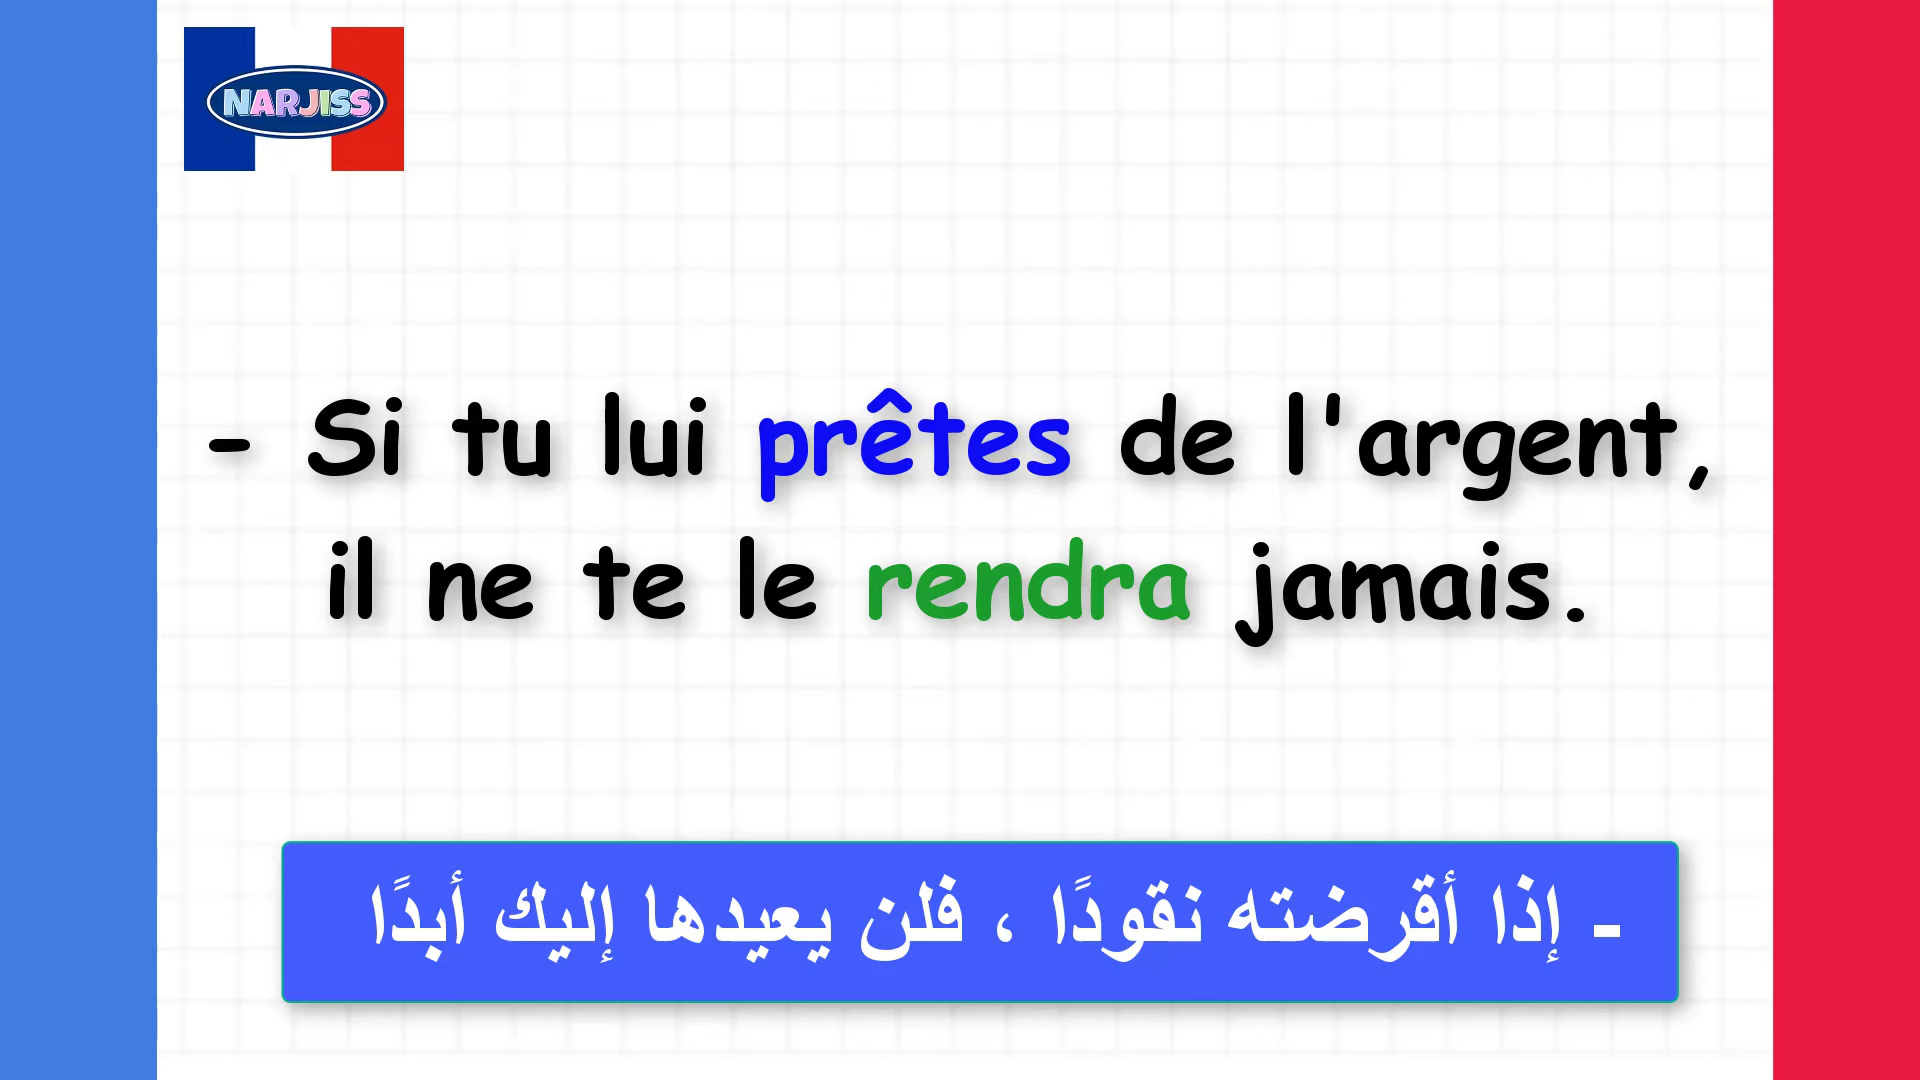 NARJISS
- Si tu lui prêtes de l'argent,
il ne te le rendra jamais.
- إذا أقرضته نقودًا ، فلن يعيدها إليك أبدًا